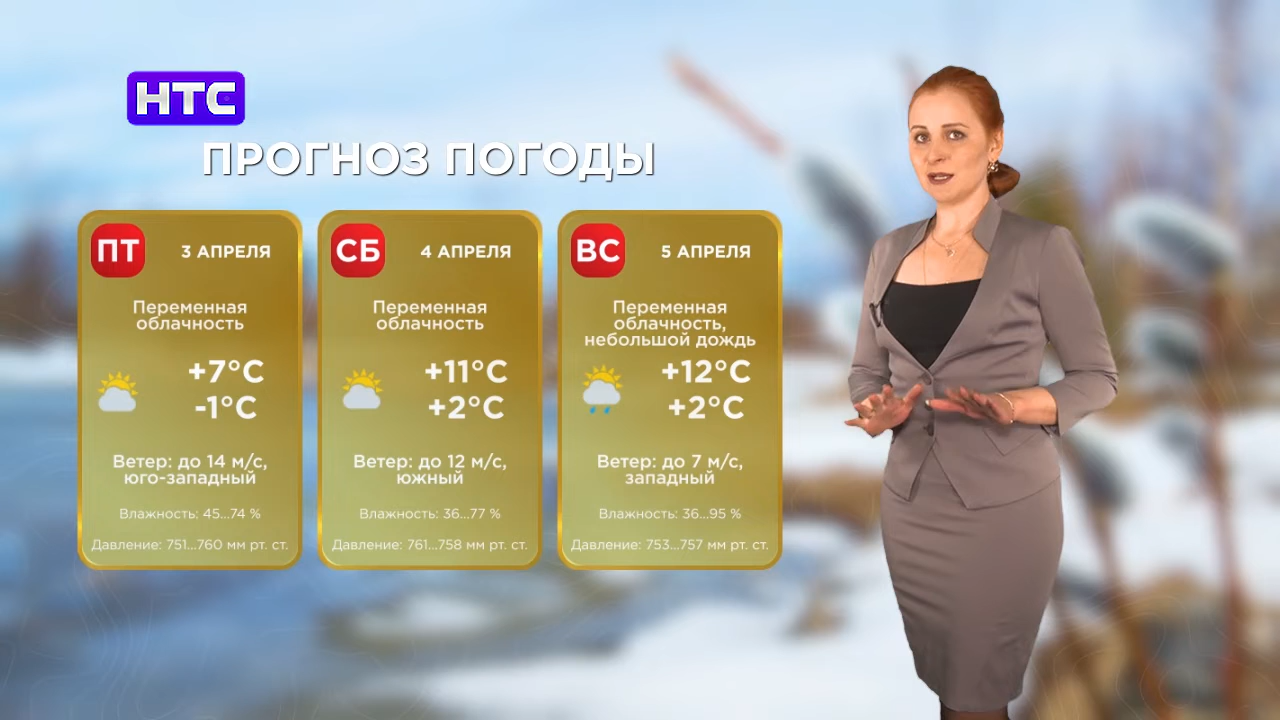 НТС
ПРОГНОЗ ПОГОДЫ
ПТ
3 АПРЕЛЯ
Переменная
облачность
+7°C
-1°C
Ветер: до 14 м/с,
юго-западный
Влажность: 45...74 %
Давление: 751...760 мм рт. ст.
СБ
4 АПРЕЛЯ
Переменная
облачность
+11°C
+2°C
Ветер: до 12 м/с,
южный
Влажность: 36...77 %
Давление: 761...758 мм рт. ст.
ВС
5 АПРЕЛЯ
Переменная
облачность,
небольшой дождь
+12°C
+2°C
Ветер: до 7 м/с,
западный
Влажность: 36...95 %
Давление: 753...757 мм рт. ст.